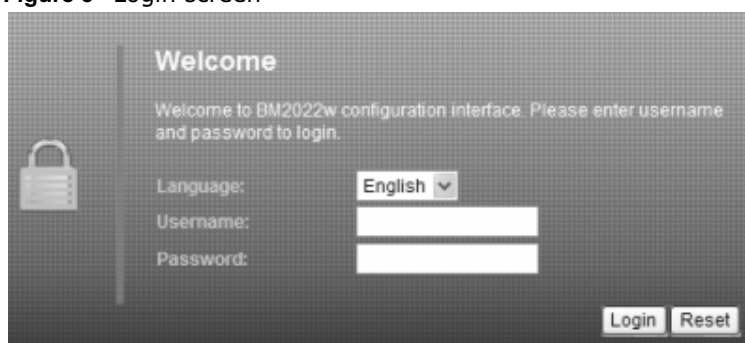 Welcome
Welcome to BM2022w configuration interface. Please enter username
and password to login.
Language: English
Username:
Password:
Login Reset